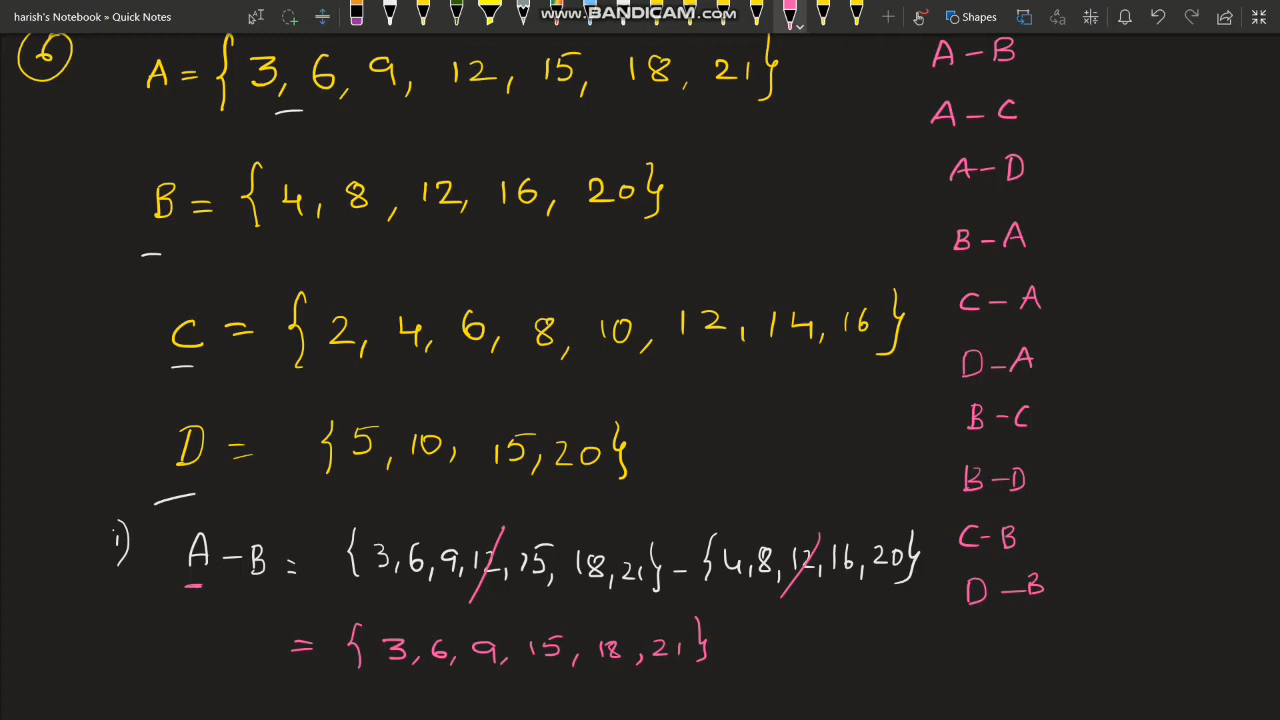 harish's Notebook » Quick Notes
www.BANDICAM.com
Shapes
6
A = { 3, 6, 9, 12, 15, 18, 21}
B = { 4, 8, 12, 16, 20}
C = { 2, 4, 6, 8, 10, 12, 14, 16 }
D = {5, 10, 15, 20}
i) A - B = { 3, 6, 9, 12, 15, 18, 21} - {4, 8, 12, 16, 20}
= { 3, 6, 9, 15, 18, 21}
A - B
A - C
A - D
B - A
C - A
D - A
B - C
B - D
C - B
D - B